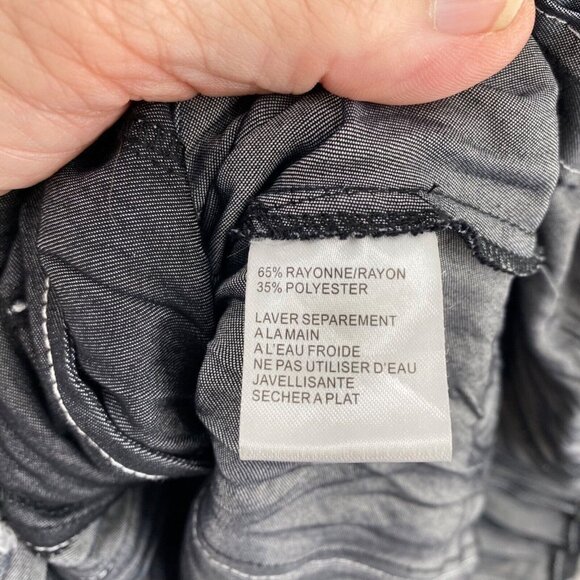 65% RAYONNE/RAYON
35% POLYESTER
LAVER SEPAREMENT
A LA MAIN
A L'EAU FROIDE
NE PAS UTILISER D'EAU
JAVELLISANTE
SECHER A PLAT